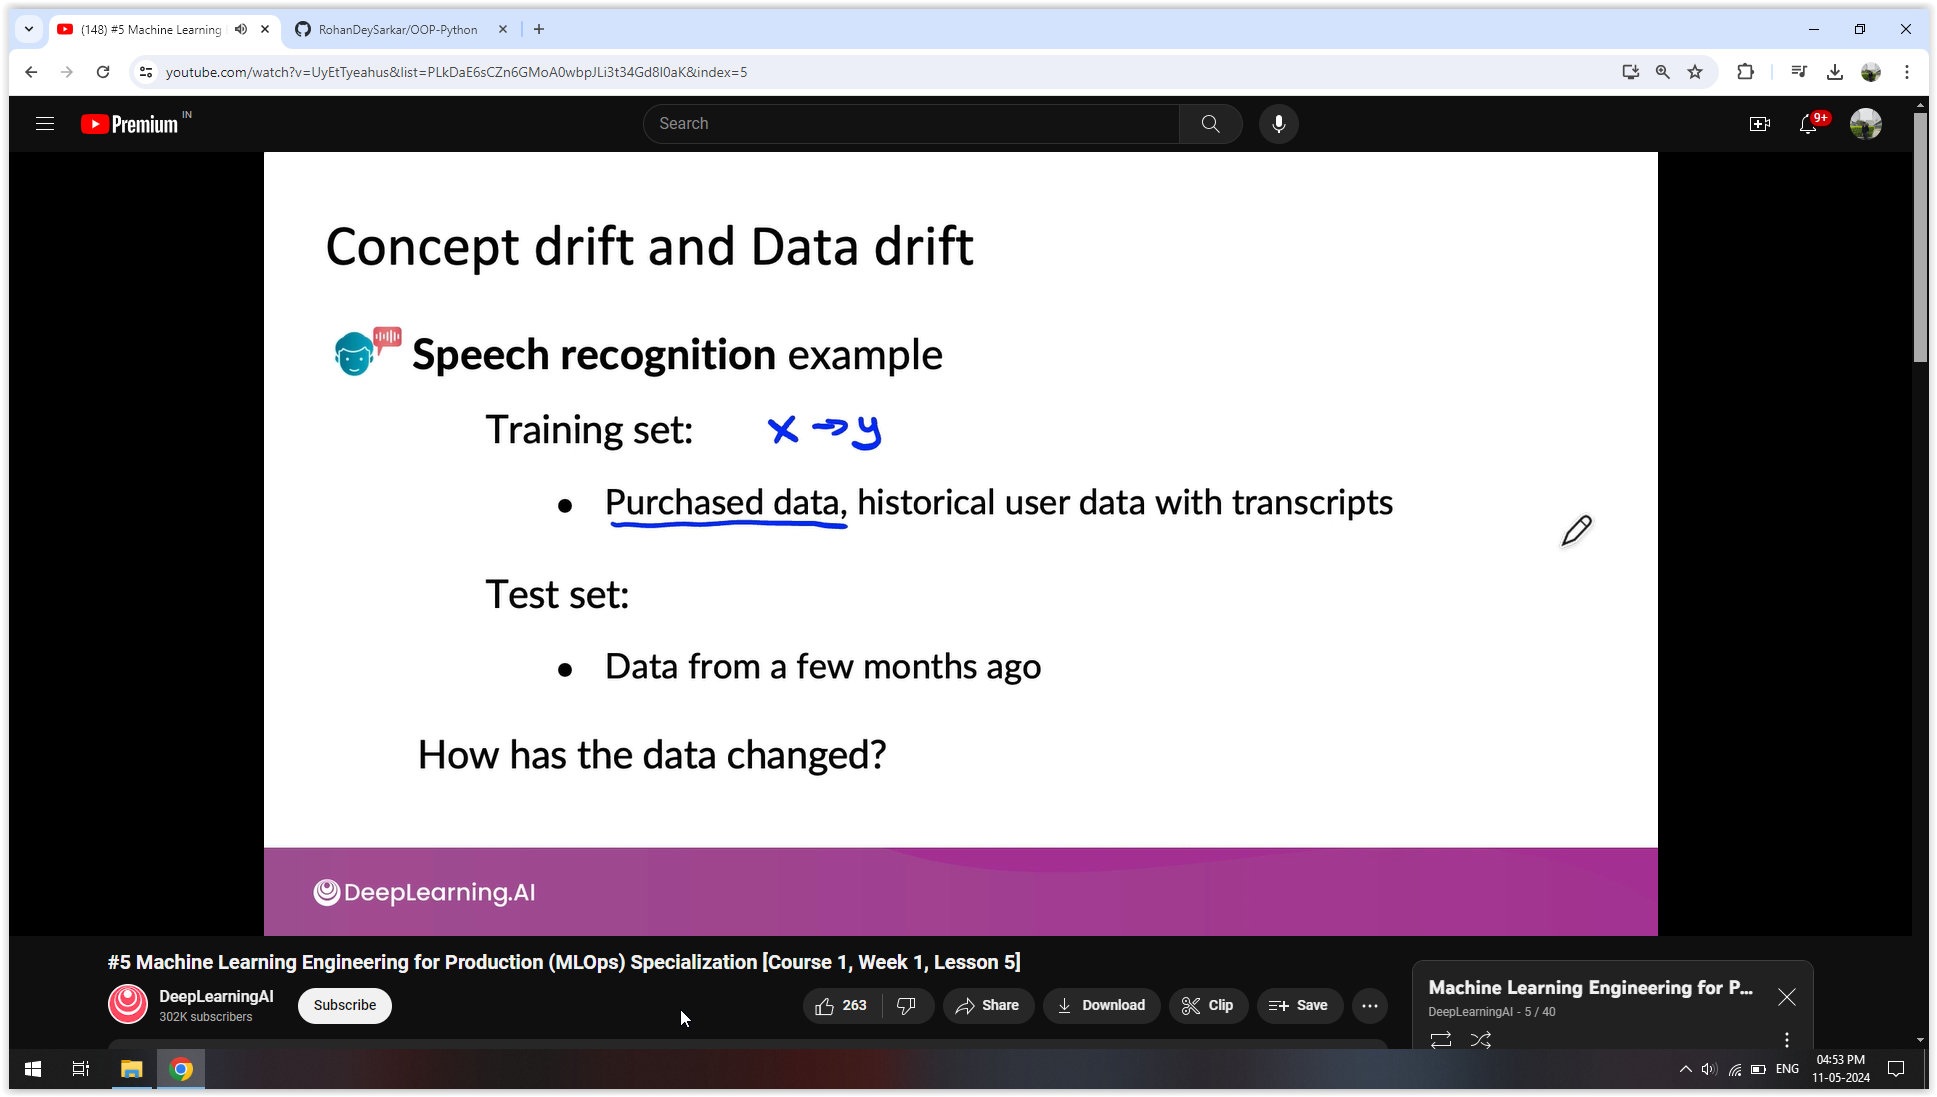 (148) #5 Machine Learning
RohanDeySarkar/OOP-Python
youtube.com/watch?v=UyEtTyeahus&list=PLkDaE6sCZn6GMoA0wbpJLi3t34Gd8l0aK&index=5
Premium IN
Search
9+
Concept drift and Data drift
Speech recognition example
Training set: x → y
• Purchased data, historical user data with transcripts
Test set:
• Data from a few months ago
How has the data changed?
DeepLearning.AI
#5 Machine Learning Engineering for Production (MLOps) Specialization [Course 1, Week 1, Lesson 5]
DeepLearningAI
302K subscribers
Subscribe
263
Share
Download
Clip
Save
Machine Learning Engineering for P...
DeepLearningAI - 5 / 40
ENG
04:53 PM
11-05-2024